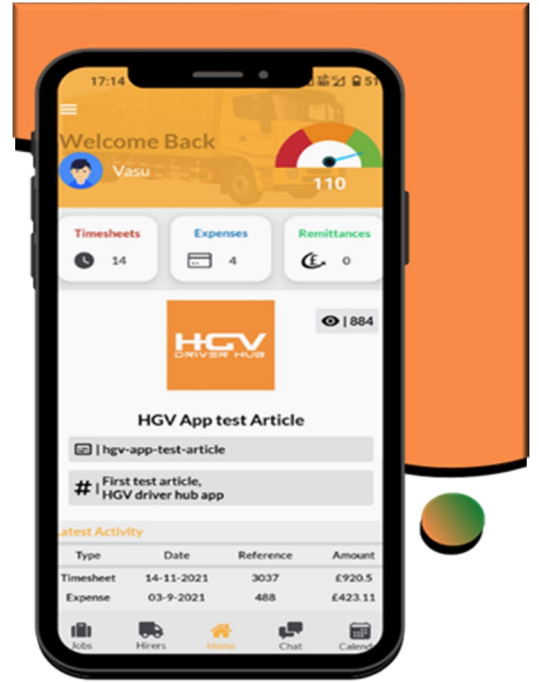 17:14 51
Welcome Back
Vasu
110
Timesheets Expenses Remittances
14 4 0
| 884
HGV
DRIVER HUB
HGV App test Article
| hgv-app-test-article
# | First test article,
HGV driver hub app
Latest Activity
Type Date Reference Amount
Timesheet 14-11-2021 3037 £920.5
Expense 03-9-2021 488 £423.11
Jobs Hirers Home Chat Calend